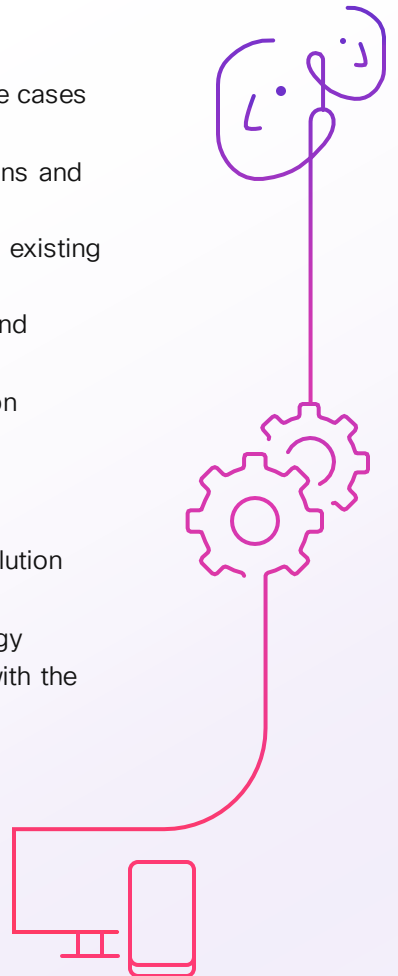 e cases
ns and
existing
nd
on
lution
gy
with the